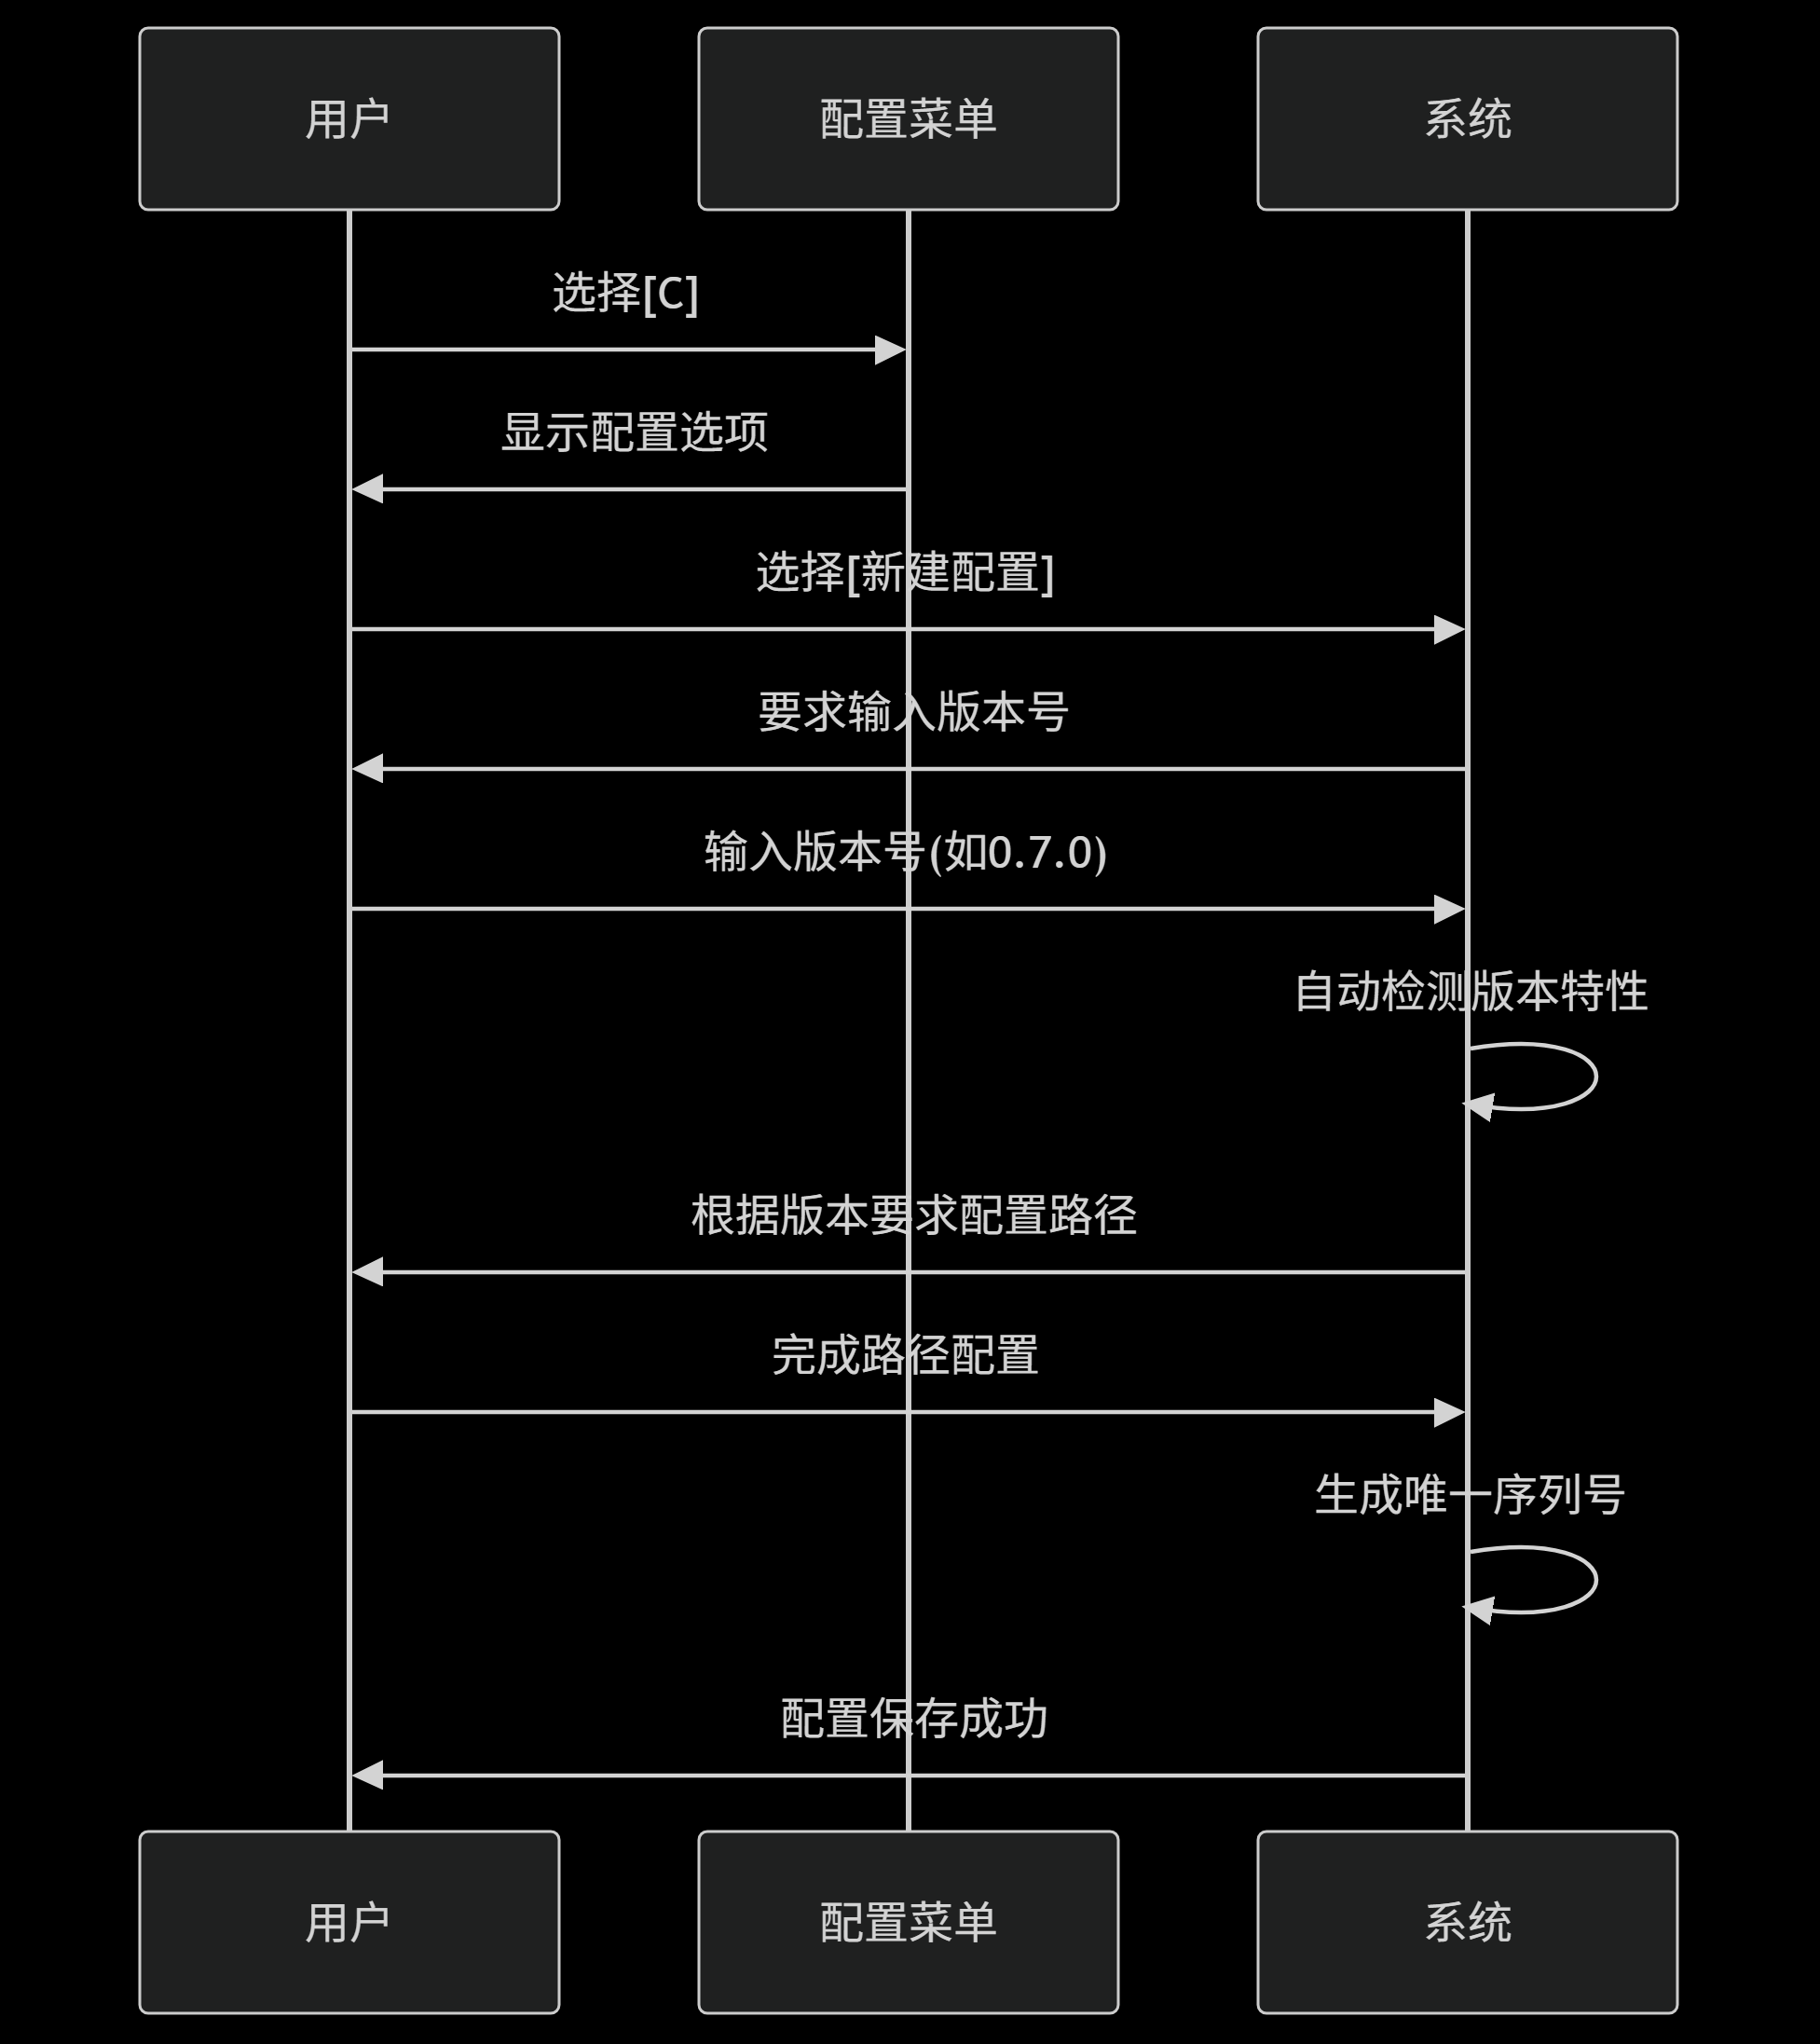 用户
配置菜单
系统
选择[C]
显示配置选项
选择[新建配置]
要求输入版本号
输入版本号(如0.7.0)
自动检测版本特性
根据版本要求配置路径
完成路径配置
生成唯一序列号
配置保存成功
用户
配置菜单
系统